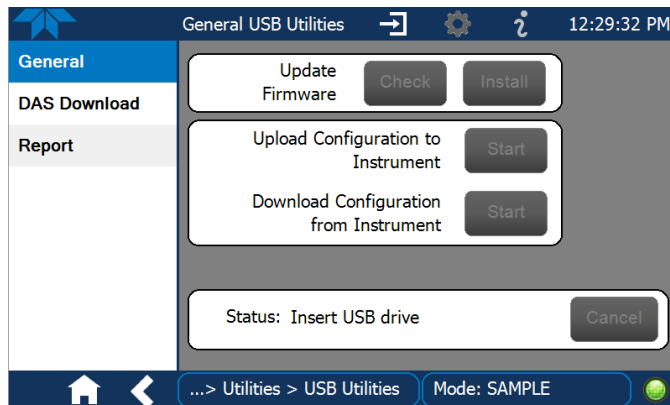 General USB Utilities
12:29:32 PM
General
DAS Download
Report
Update
Firmware
Check
Install
Upload Configuration to
Instrument
Start
Download Configuration
from Instrument
Start
Status: Insert USB drive
Cancel
...> Utilities > USB Utilities
Mode: SAMPLE